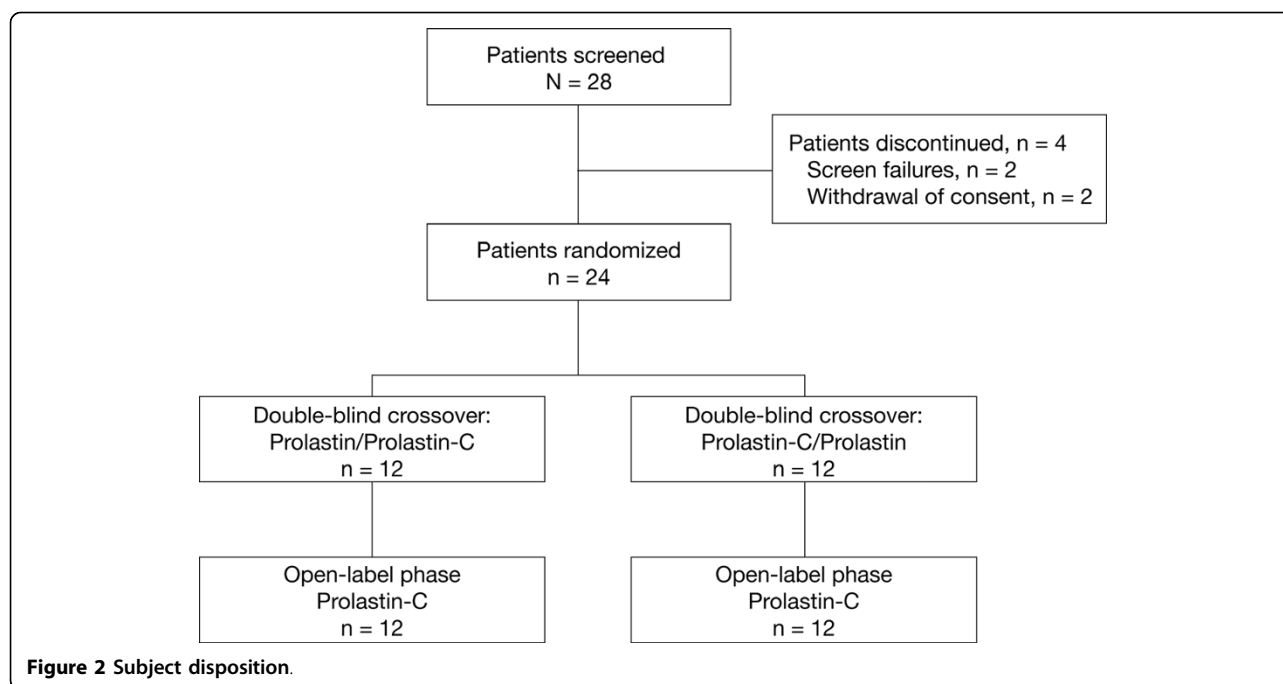 Patients screened
N = 28
Patients discontinued, n = 4
Screen failures, n = 2
Withdrawal of consent, n = 2
Patients randomized
n = 24
Double-blind crossover:
Prolastin/Prolastin-C
n = 12
Double-blind crossover:
Prolastin-C/Prolastin
n = 12
Open-label phase
Prolastin-C
n = 12
Open-label phase
Prolastin-C
n = 12
Figure 2 Subject disposition.